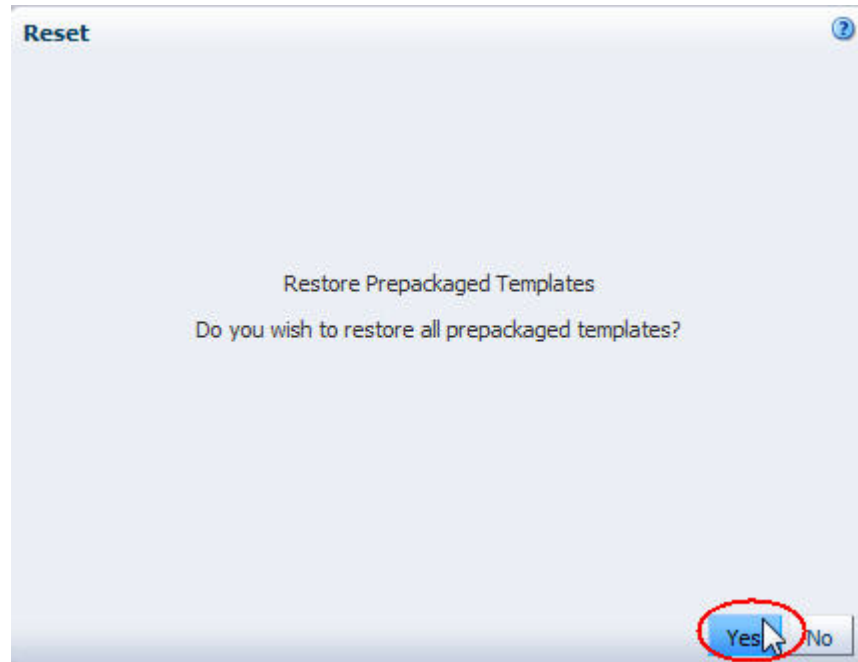 Reset
Restore Prepackaged Templates
Do you wish to restore all prepackaged templates?
Yes No